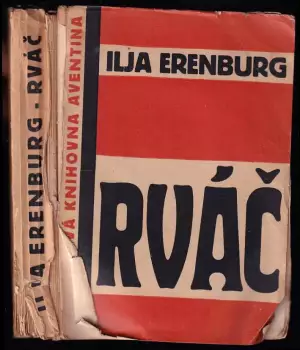 ILJA ERENBURG · RVÁČ
KNIHOVNA AVENTINA
ILJA ERENBURG
RVÁČ